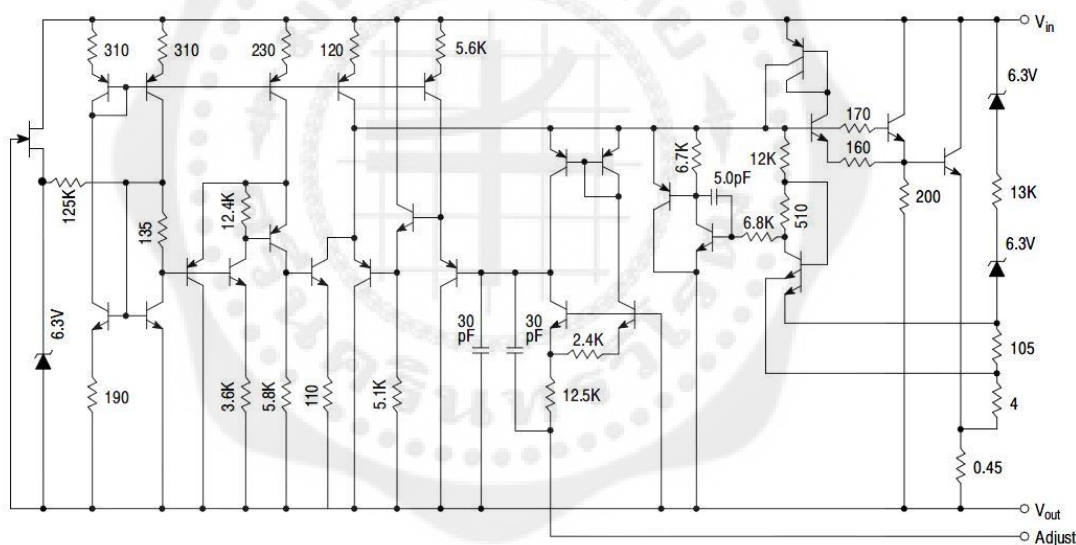 310
310
230
120
5.6K
V_in
6.3V
170
160
12K
6.7K
5.0pF
510
6.8K
200
13K
6.3V
125K
135
12.4K
6.3V
190
3.6K
5.8K
110
5.1K
30 pF
30 pF
2.4K
12.5K
105
4
0.45
V_out
Adjust